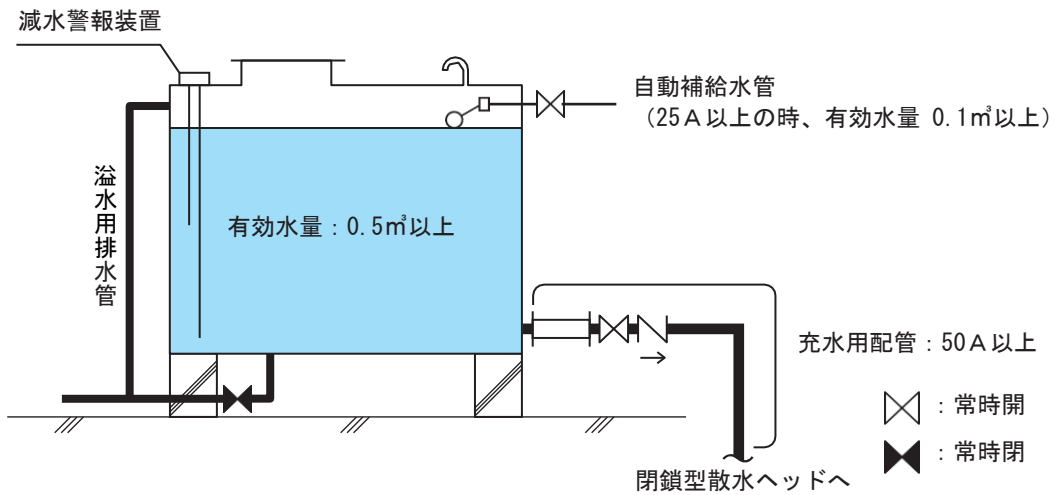 減水警報装置
自動補給水管
（25A以上の時、有効水量 0.1㎥以上）
溢水用排水管
有効水量：0.5㎥以上
充水用配管：50A以上
：常時開
：常時閉
閉鎖型散水ヘッドへ